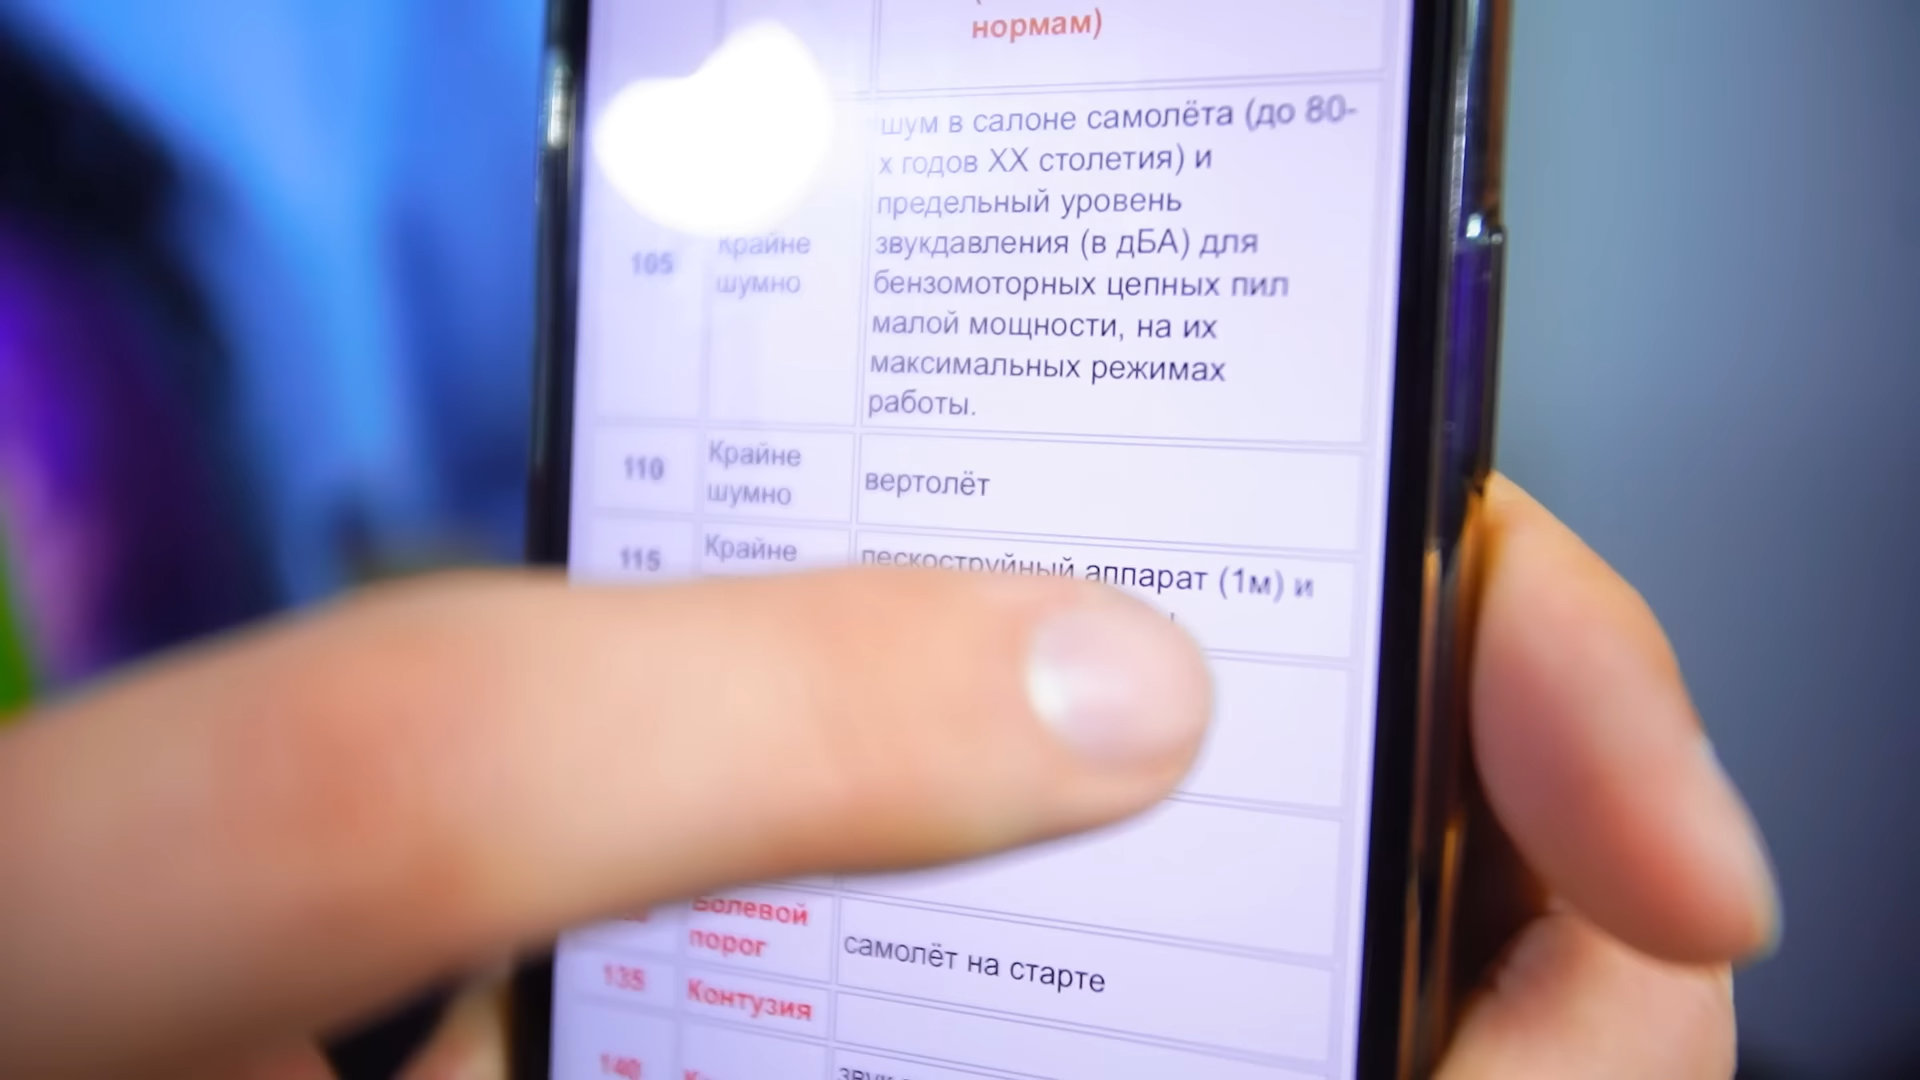 нормам)
шум в салоне самолёта (до 80-
х годов XX столетия) и
предельный уровень
звукдавления (в дБА) для
бензомоторных цепных пил
малой мощности, на их
максимальных режимах
работы.
105
Крайне
шумно
110
Крайне
шумно
вертолёт
115
Крайне
пескоструйный аппарат (1м) и
Болевой
порог
самолёт на старте
135
Контузия
140